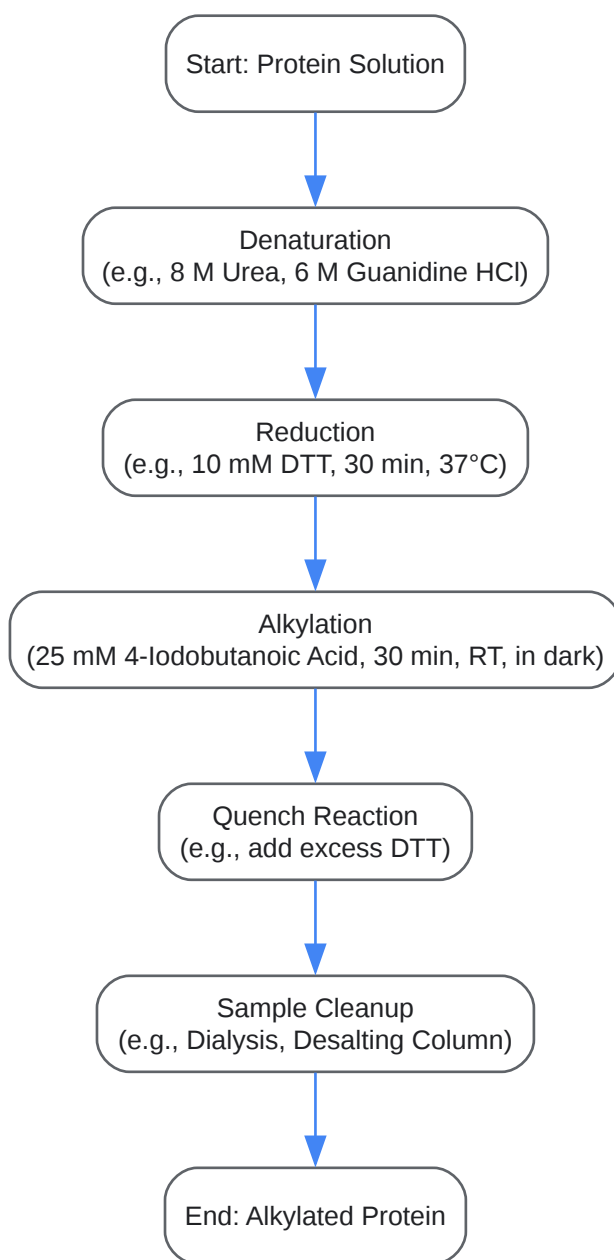 Start: Protein Solution
Denaturation
(e.g., 8 M Urea, 6 M Guanidine HCl)
Reduction
(e.g., 10 mM DTT, 30 min, 37°C)
Alkylation
(25 mM 4-Iodobutanoic Acid, 30 min, RT, in dark)
Quench Reaction
(e.g., add excess DTT)
Sample Cleanup
(e.g., Dialysis, Desalting Column)
End: Alkylated Protein